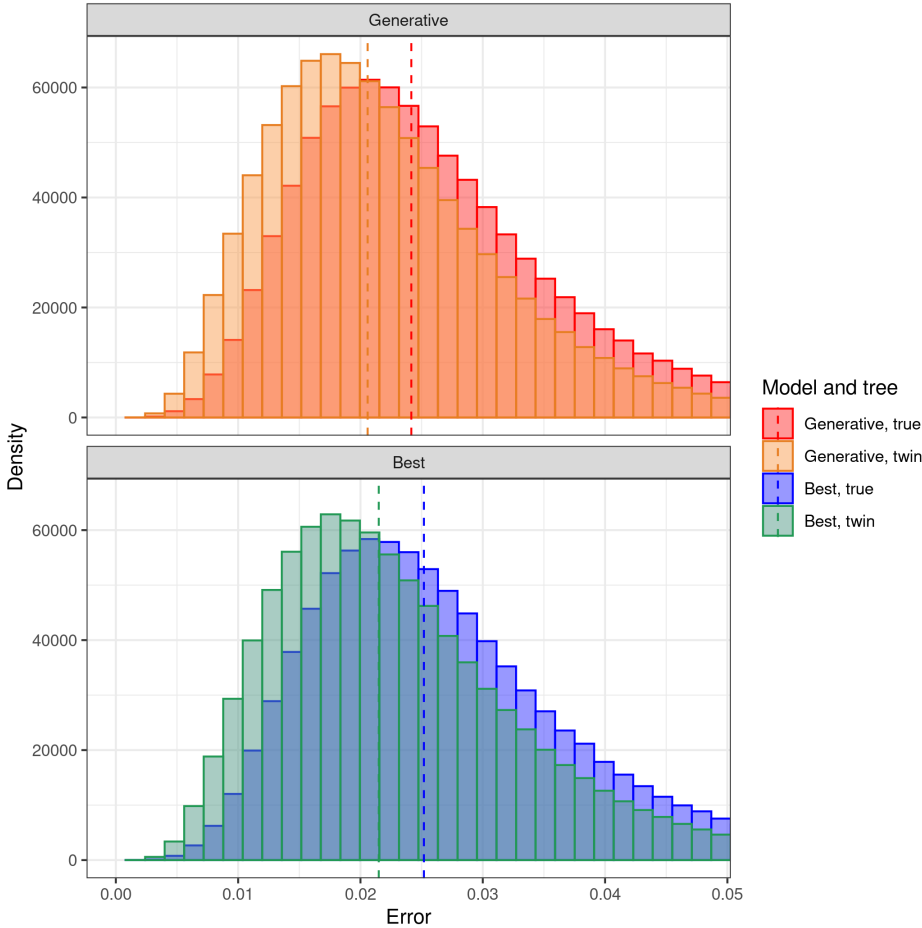 Generative
60000
40000
20000
0
Density
Best
60000
40000
20000
0
0.00 0.01 0.02 0.03 0.04 0.05
Error
Model and tree
Generative, true
Generative, twin
Best, true
Best, twin